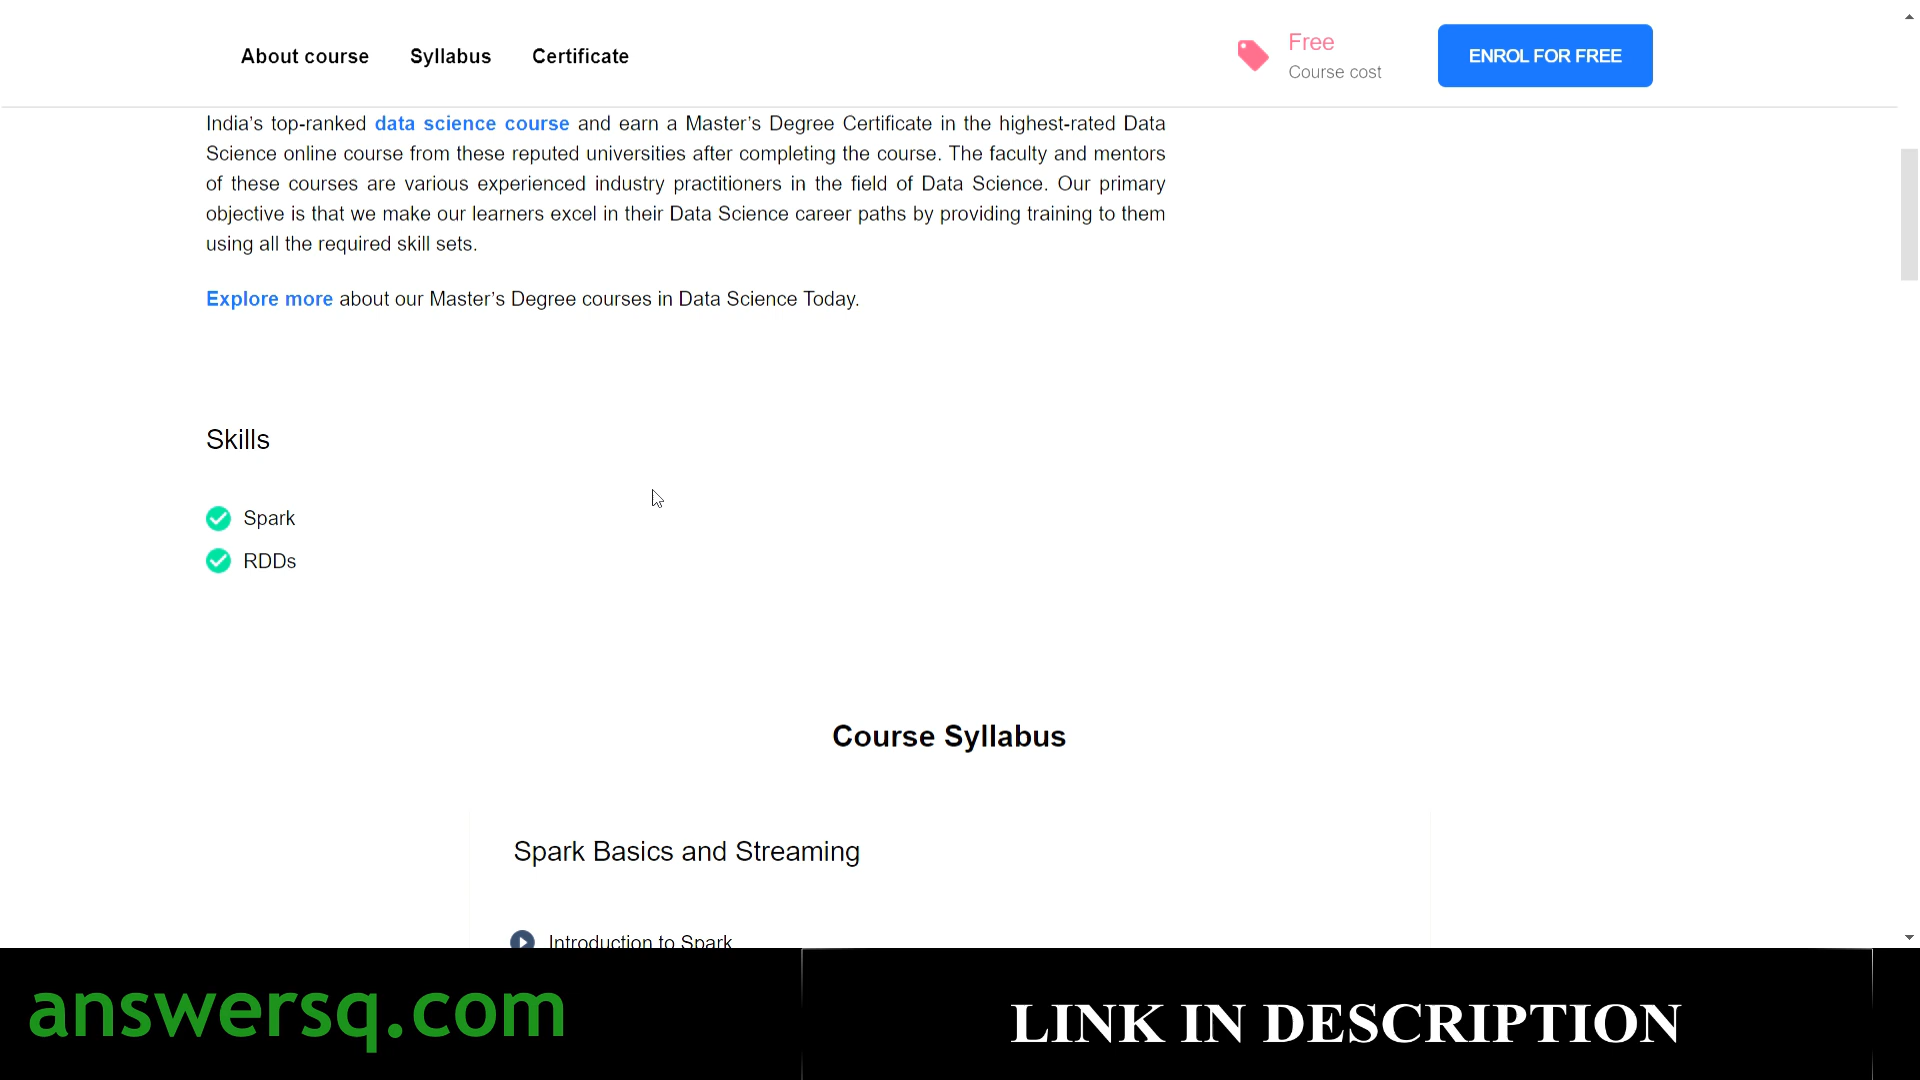 About course Syllabus Certificate
Free
Course cost
ENROL FOR FREE
India’s top-ranked data science course and earn a Master’s Degree Certificate in the highest-rated Data
Science online course from these reputed universities after completing the course. The faculty and mentors
of these courses are various experienced industry practitioners in the field of Data Science. Our primary
objective is that we make our learners excel in their Data Science career paths by providing training to them
using all the required skill sets.
Explore more about our Master’s Degree courses in Data Science Today.
Skills
Spark
RDDs
Course Syllabus
Spark Basics and Streaming
Introduction to Spark
answersq.com
LINK IN DESCRIPTION